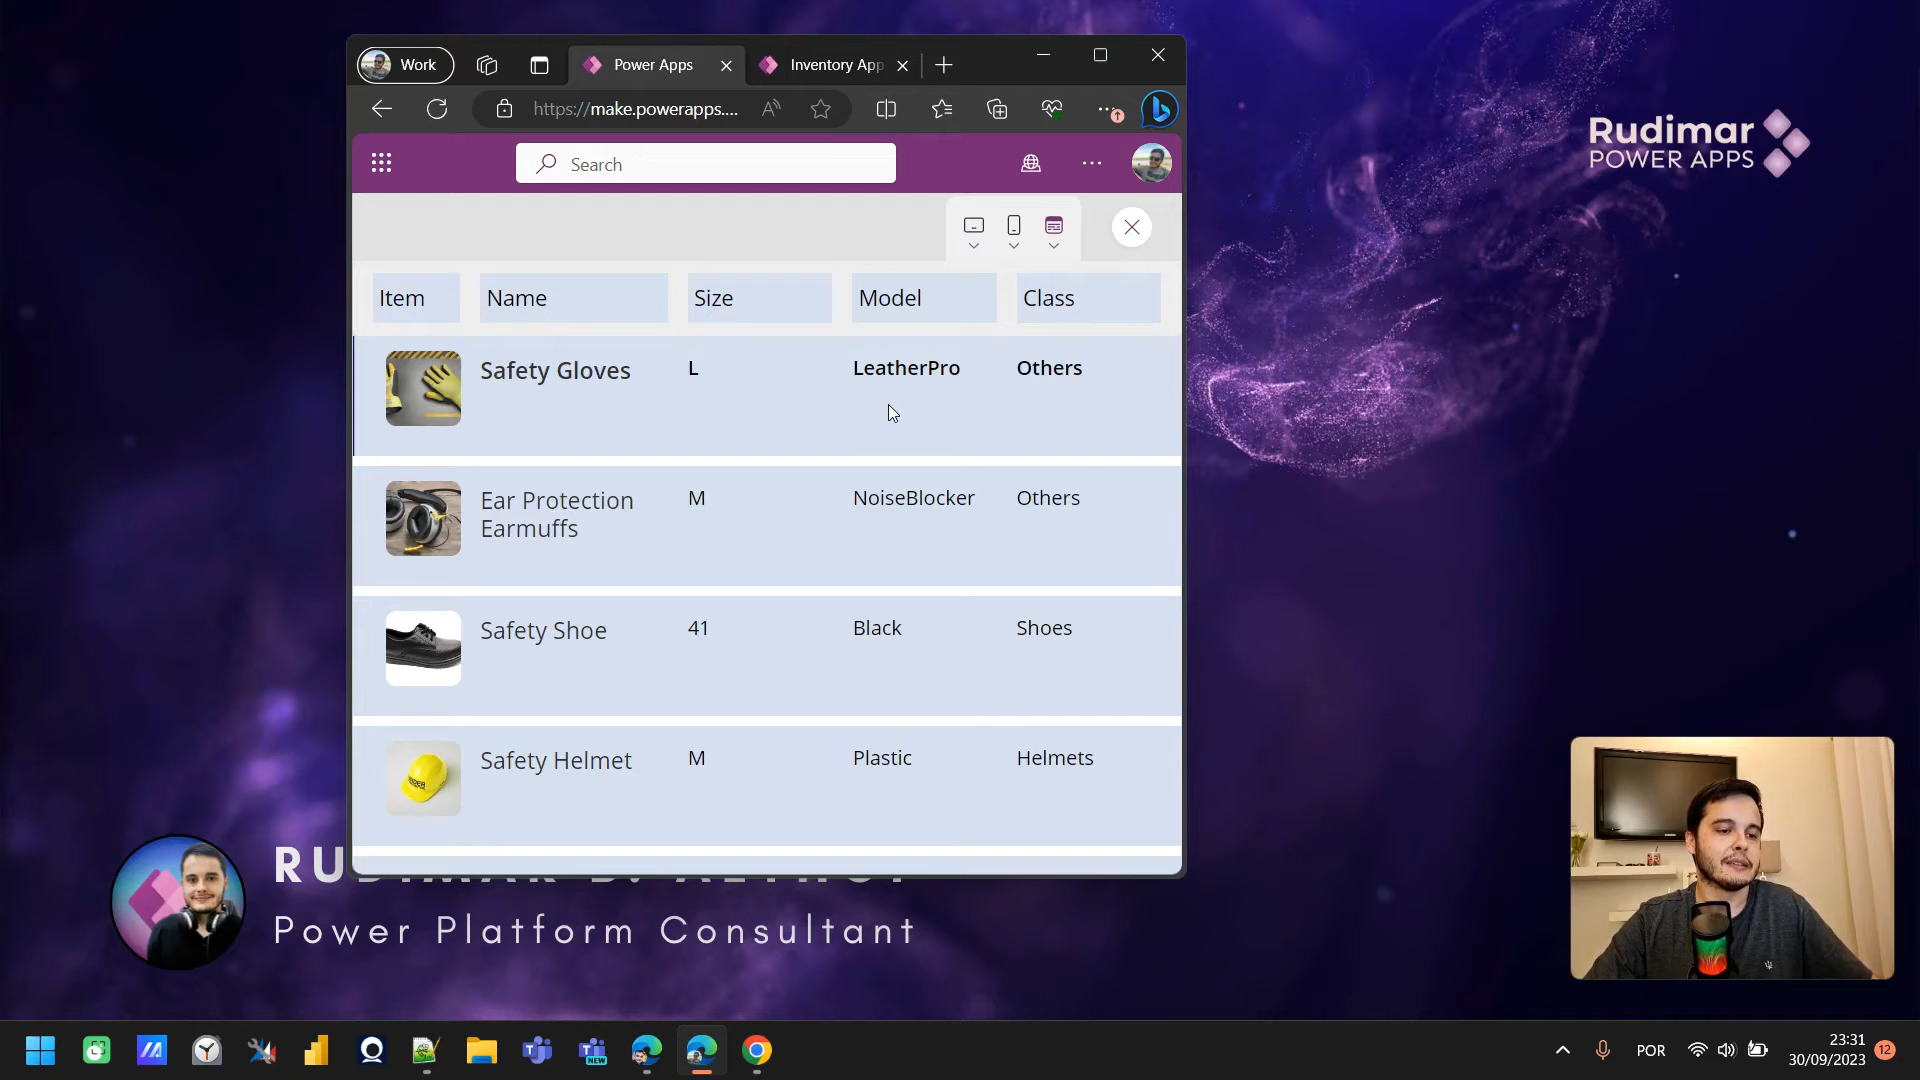 Work
Power Apps
Inventory App
https://make.powerapps....
Search
Rudimar
POWER APPS
Item Name Size Model Class
Safety Gloves L LeatherPro Others
Ear Protection Earmuffs M NoiseBlocker Others
Safety Shoe 41 Black Shoes
Safety Helmet M Plastic Helmets
Power Platform Consultant
NEW
POR
23:31
30/09/2023
12